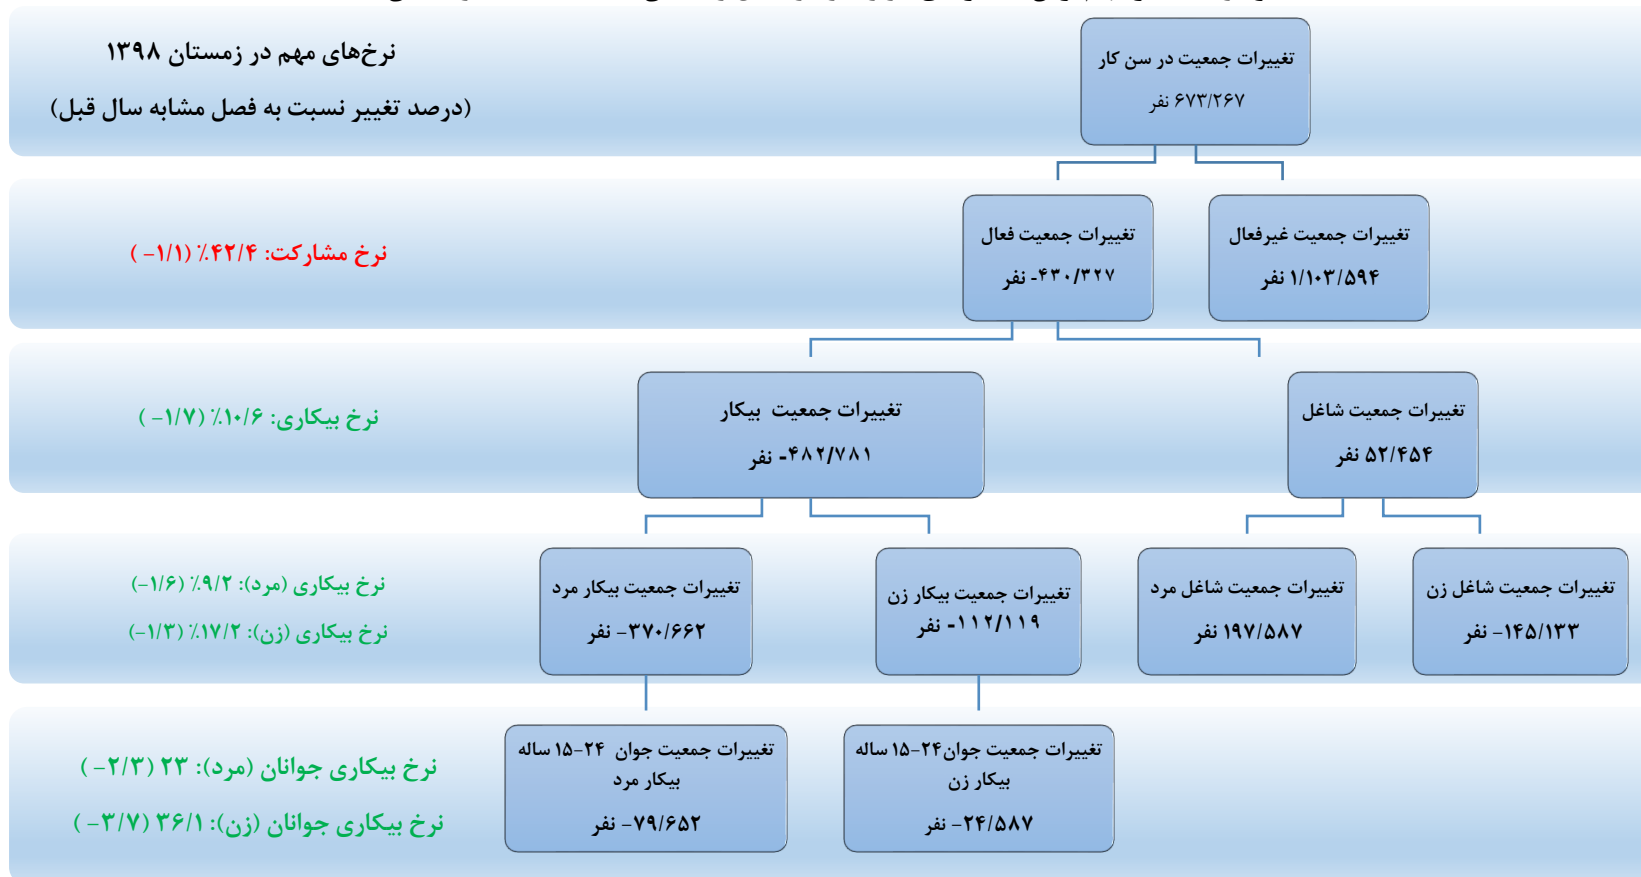 نرخ‌های مهم در زمستان ۱۳۹۸
(درصد تغییر نسبت به فصل مشابه سال قبل)
تغییرات جمعیت در سن کار
۶۷۳/۲۶۷ نفر
تغییرات جمعیت غیرفعال
۱/۱۰۳/۵۹۴ نفر
تغییرات جمعیت فعال
-۴۳۰/۳۲۷ نفر
نرخ مشارکت: ۴۲/۴٪ (۱/۱-)
تغییرات جمعیت شاغل
۵۲/۴۵۴ نفر
تغییرات جمعیت بیکار
-۴۸۲/۷۸۱ نفر
نرخ بیکاری: ۱۰/۶٪ (۱/۷-)
تغییرات جمعیت شاغل زن
-۱۴۵/۱۳۳ نفر
تغییرات جمعیت شاغل مرد
۱۹۷/۵۸۷ نفر
تغییرات جمعیت بیکار زن
-۱۱۲/۱۱۹ نفر
تغییرات جمعیت بیکار مرد
-۳۷۰/۶۶۲ نفر
نرخ بیکاری (مرد): ۹/۲٪ (۱/۶-)
نرخ بیکاری (زن): ۱۷/۲٪ (۱/۳-)
تغییرات جمعیت جوان۲۴-۱۵ ساله
بیکار زن
-۲۴/۵۸۷ نفر
تغییرات جمعیت جوان ۲۴-۱۵ ساله
بیکار مرد
-۷۹/۶۵۲ نفر
نرخ بیکاری جوانان (مرد): ۲۳ (۲/۳-)
نرخ بیکاری جوانان (زن): ۳۶/۱ (۳/۷-)